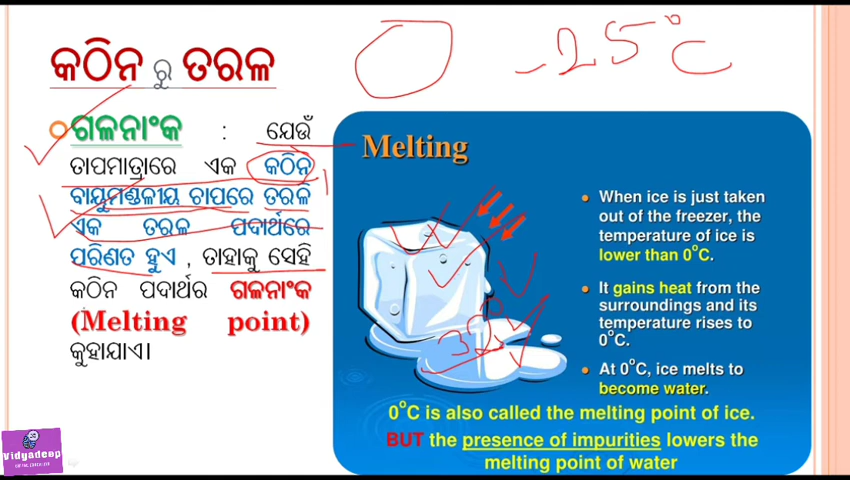 କଠିନ ରୁ ତରଳ
-25°C
ଗଳନାଂକ : ଯେଉଁ
ତାପମାତ୍ରାରେ ଏକ କଠିନ
ବାୟୁମଣ୍ଡଳୀୟ ଚାପରେ ତରଳି
ଏକ ତରଳ ପଦାର୍ଥରେ
ପରିଣତ ହୁଏ , ତାହାକୁ ସେହି
କଠିନ ପଦାର୍ଥର ଗଳନାଂକ
(Melting point)
କୁହାଯାଏ।
Melting
When ice is just taken
out of the freezer, the
temperature of ice is
lower than 0°C.
It gains heat from the
surroundings and its
temperature rises to
0°C.
At 0°C, ice melts to
become water.
0°C is also called the melting point of ice.
BUT the presence of impurities lowers the
melting point of water
Vidyadeep